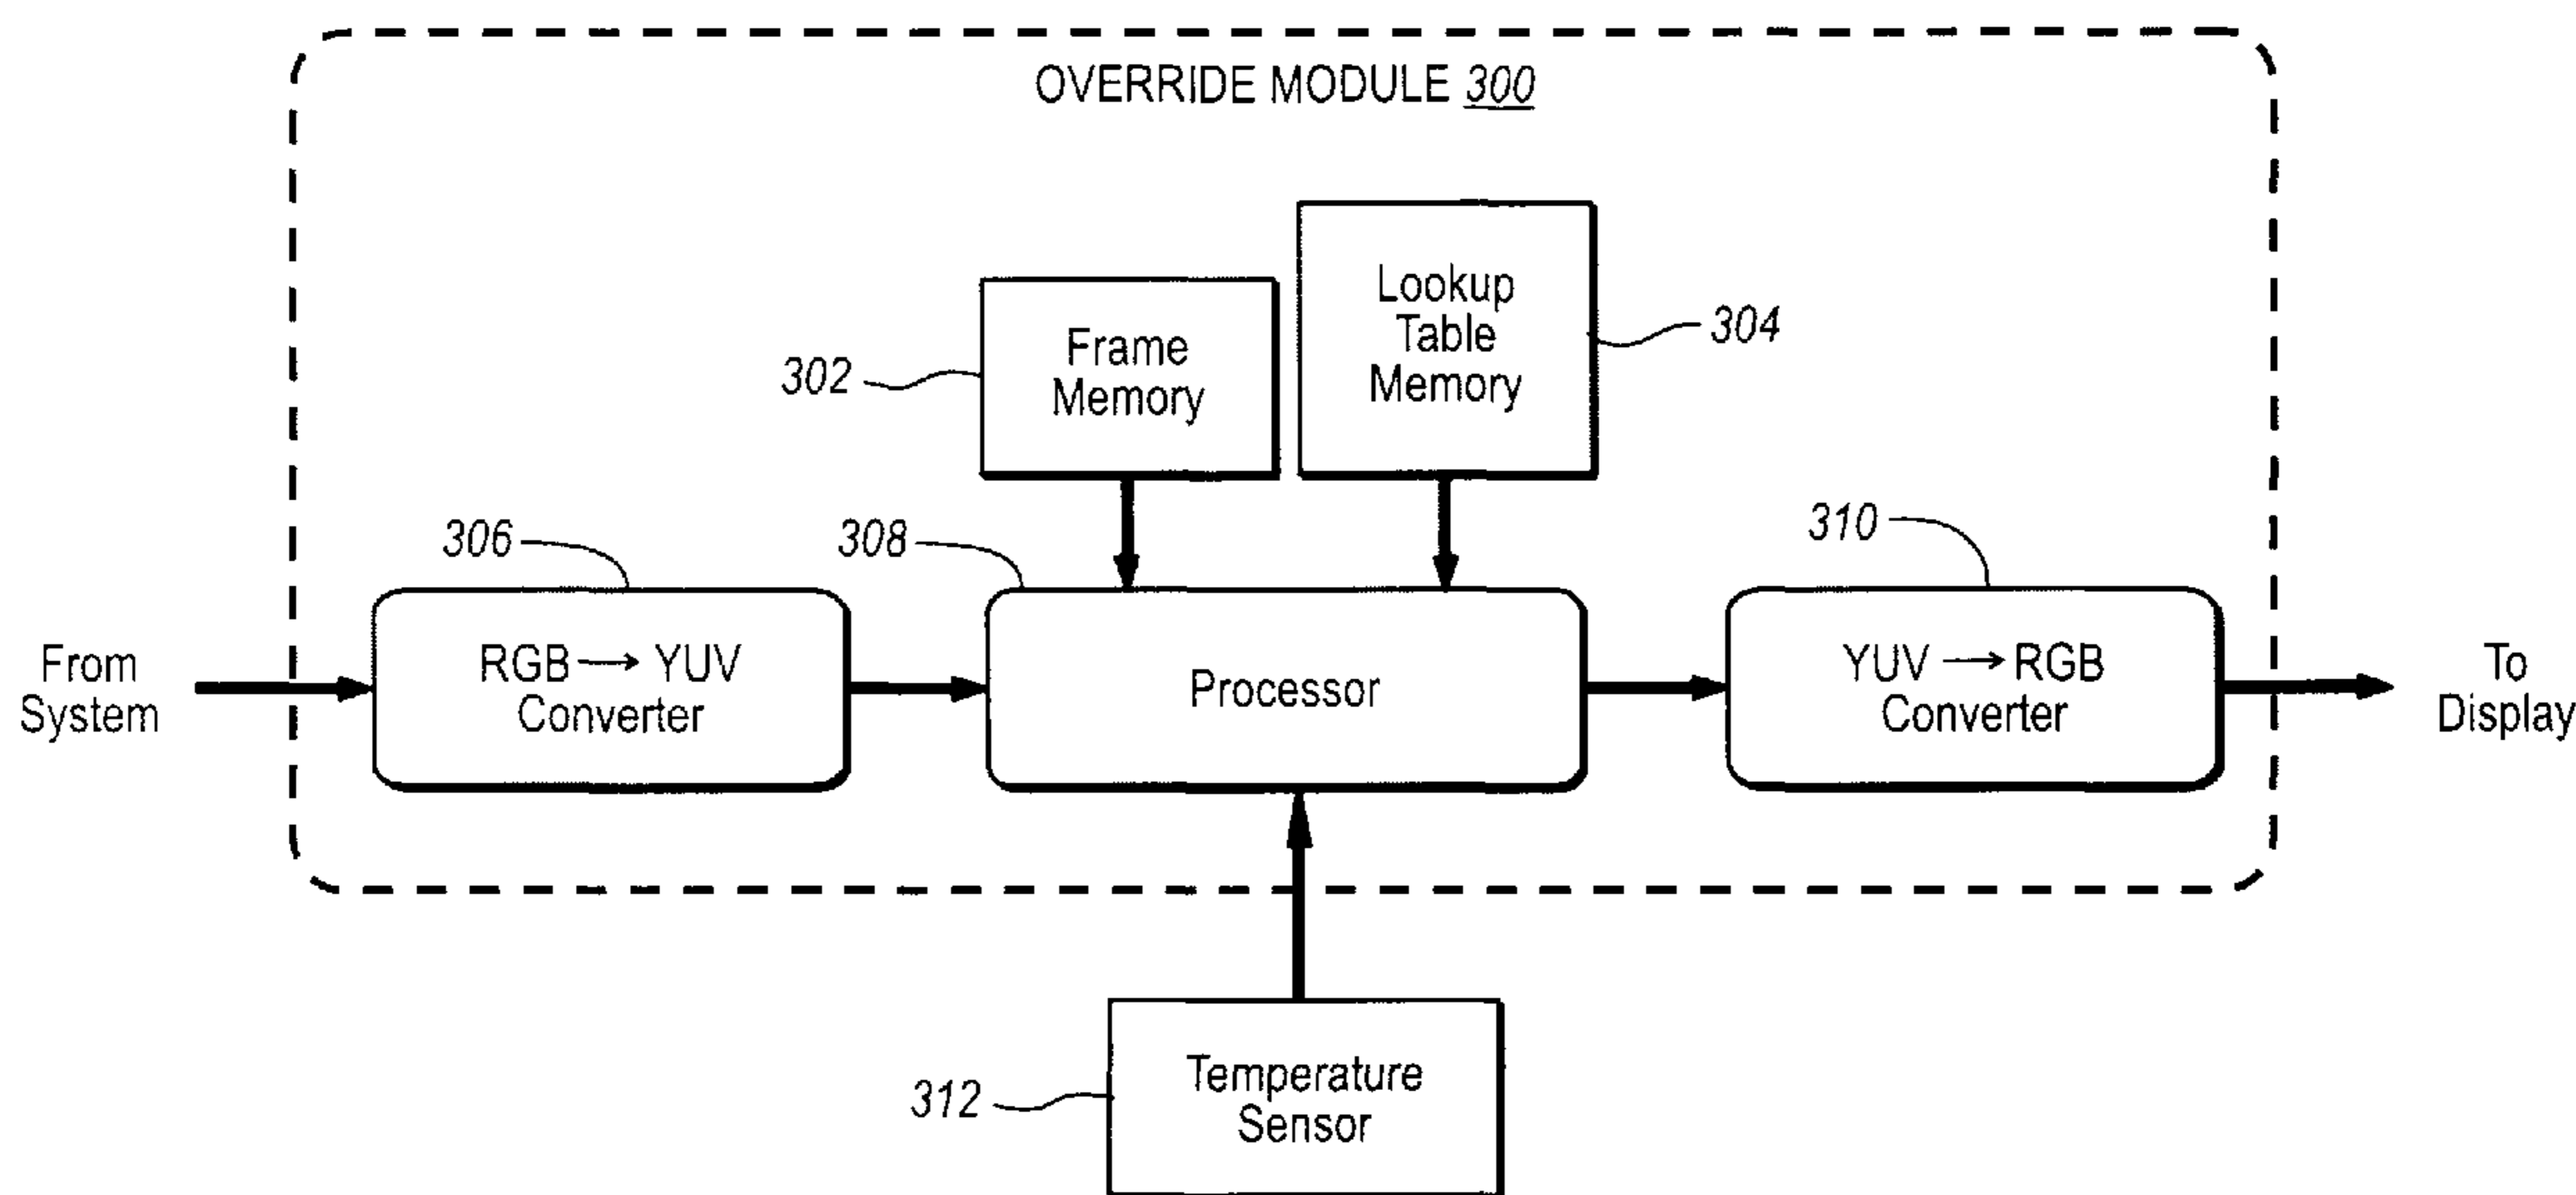 OVERRIDE MODULE 300
Lookup
Table
Memory
304
Frame
Memory
302
306
308
310
From
System
RGB → YUV
Converter
Processor
YUV → RGB
Converter
To
Display
312
Temperature
Sensor